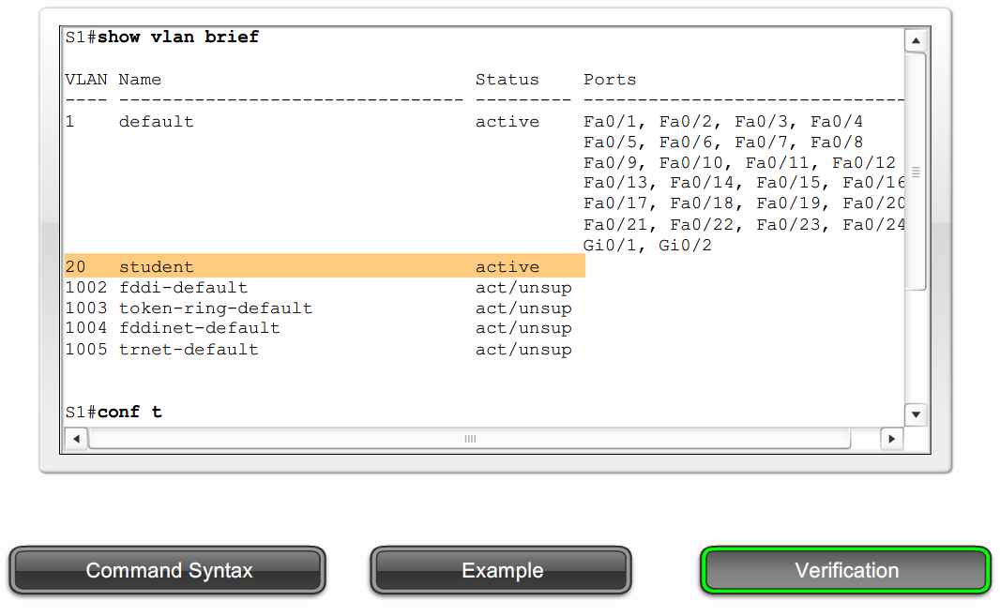 S1#show vlan brief
VLAN Name                             Status    Ports
---- -------------------------------- --------- ------------------------------
1    default                          active    Fa0/1, Fa0/2, Fa0/3, Fa0/4
                                                Fa0/5, Fa0/6, Fa0/7, Fa0/8
                                                Fa0/9, Fa0/10, Fa0/11, Fa0/12
                                                Fa0/13, Fa0/14, Fa0/15, Fa0/16
                                                Fa0/17, Fa0/18, Fa0/19, Fa0/20
                                                Fa0/21, Fa0/22, Fa0/23, Fa0/24
                                                Gi0/1, Gi0/2
20   student                          active
1002 fddi-default                     act/unsup
1003 token-ring-default               act/unsup
1004 fddinet-default                  act/unsup
1005 trnet-default                    act/unsup
S1#conf t
Command Syntax
Example
Verification